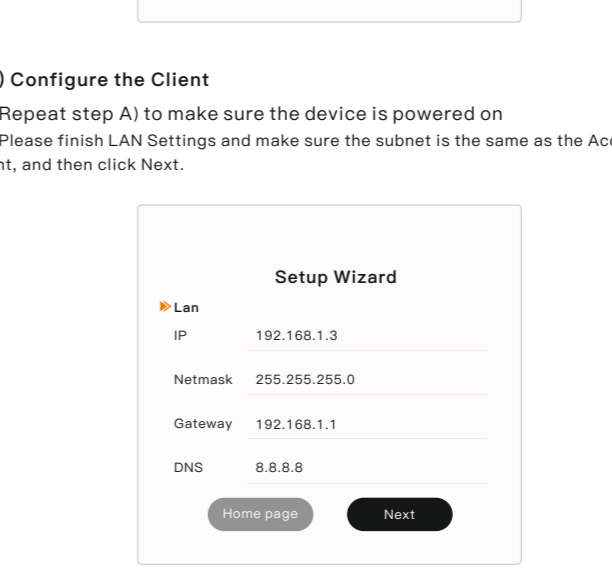 ) Configure the Client
Repeat step A) to make sure the device is powered on
Please finish LAN Settings and make sure the subnet is the same as the
and then click Next.
Setup Wizard
Lan
IP 192.168.1.3
Netmask 255.255.255.0
Gateway 192.168.1.1
DNS 8.8.8.8
Home page Next